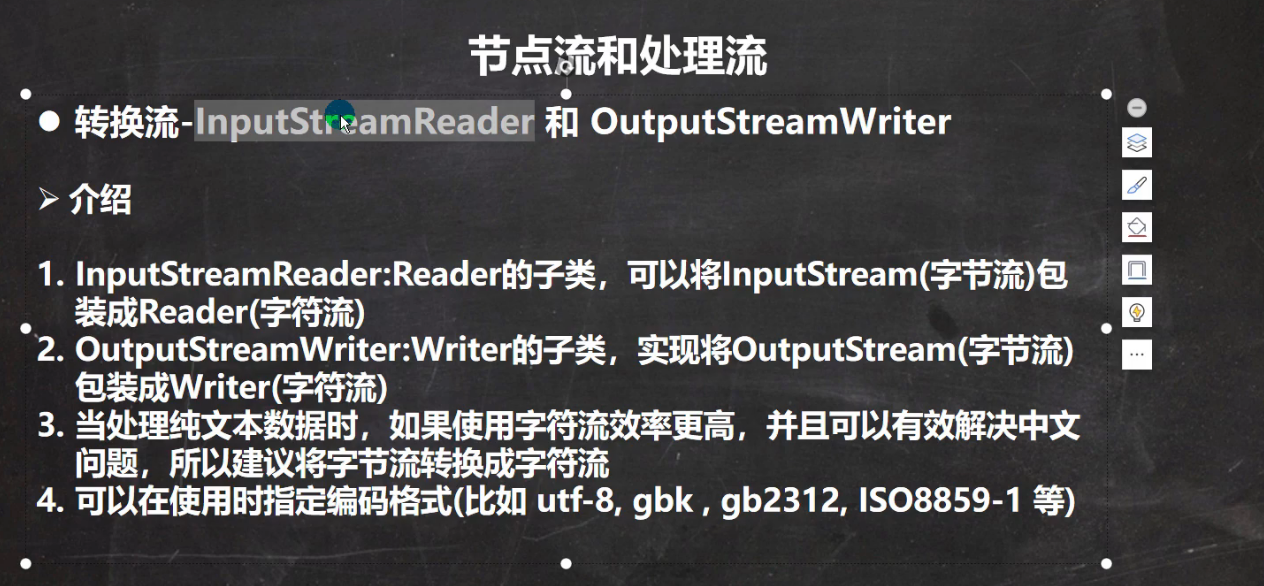 节点流和处理流
● 转换流-InputStreamReader 和 OutputStreamWriter
➢ 介绍
1. InputStreamReader:Reader的子类，可以将InputStream(字节流)包
装成Reader(字符流)
2. OutputStreamWriter:Writer的子类，实现将OutputStream(字节流)
包装成Writer(字符流)
3. 当处理纯文本数据时，如果使用字符流效率更高，并且可以有效解决中文
问题，所以建议将字节流转换成字符流
4. 可以在使用时指定编码格式(比如 utf-8, gbk , gb2312, ISO8859-1 等)